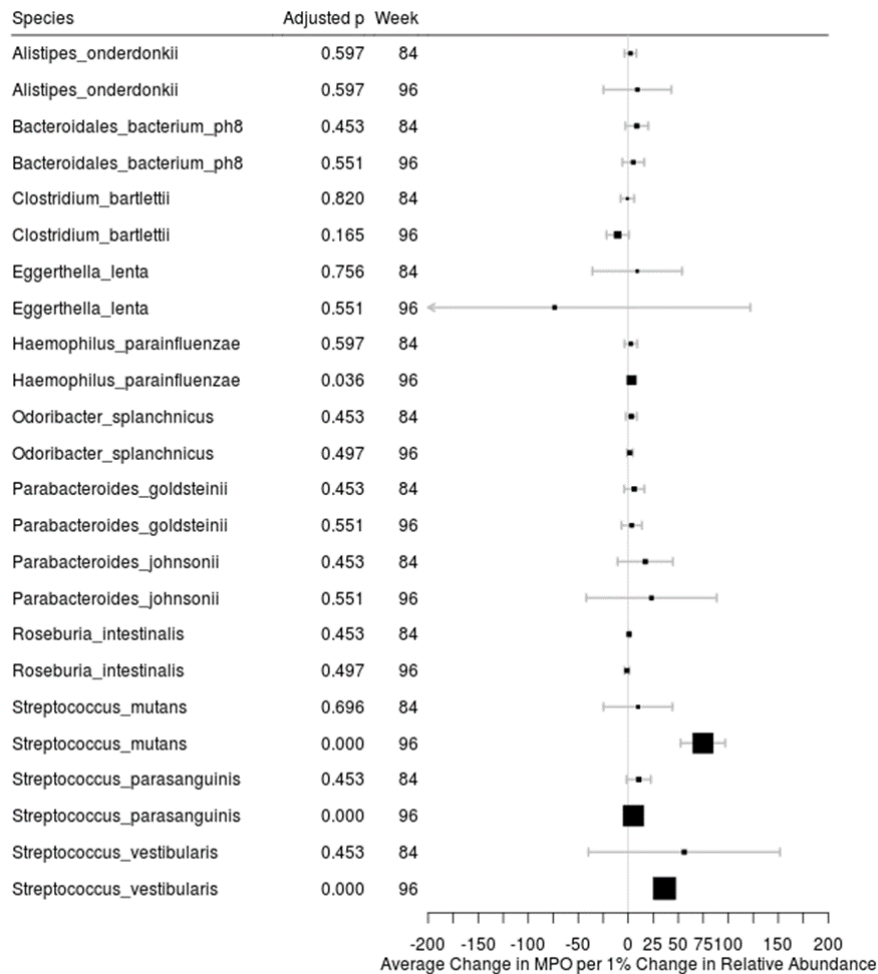 Species Adjusted p Week
Alistipes_onderdonkii 0.597 84
Alistipes_onderdonkii 0.597 96
Bacteroidales_bacterium_ph8 0.453 84
Bacteroidales_bacterium_ph8 0.551 96
Clostridium_bartlettii 0.820 84
Clostridium_bartlettii 0.165 96
Eggerthella_lenta 0.756 84
Eggerthella_lenta 0.551 96
Haemophilus_parainfluenzae 0.597 84
Haemophilus_parainfluenzae 0.036 96
Odoribacter_splanchnicus 0.453 84
Odoribacter_splanchnicus 0.497 96
Parabacteroides_goldsteinii 0.453 84
Parabacteroides_goldsteinii 0.551 96
Parabacteroides_johnsonii 0.453 84
Parabacteroides_johnsonii 0.551 96
Roseburia_intestinalis 0.453 84
Roseburia_intestinalis 0.497 96
Streptococcus_mutans 0.696 84
Streptococcus_mutans 0.000 96
Streptococcus_parasanguinis 0.453 84
Streptococcus_parasanguinis 0.000 96
Streptococcus_vestibularis 0.453 84
Streptococcus_vestibularis 0.000 96
-200 -150 -100 -50 0 25 50 75 100 150 200
Average Change in MPO per 1% Change in Relative Abundance